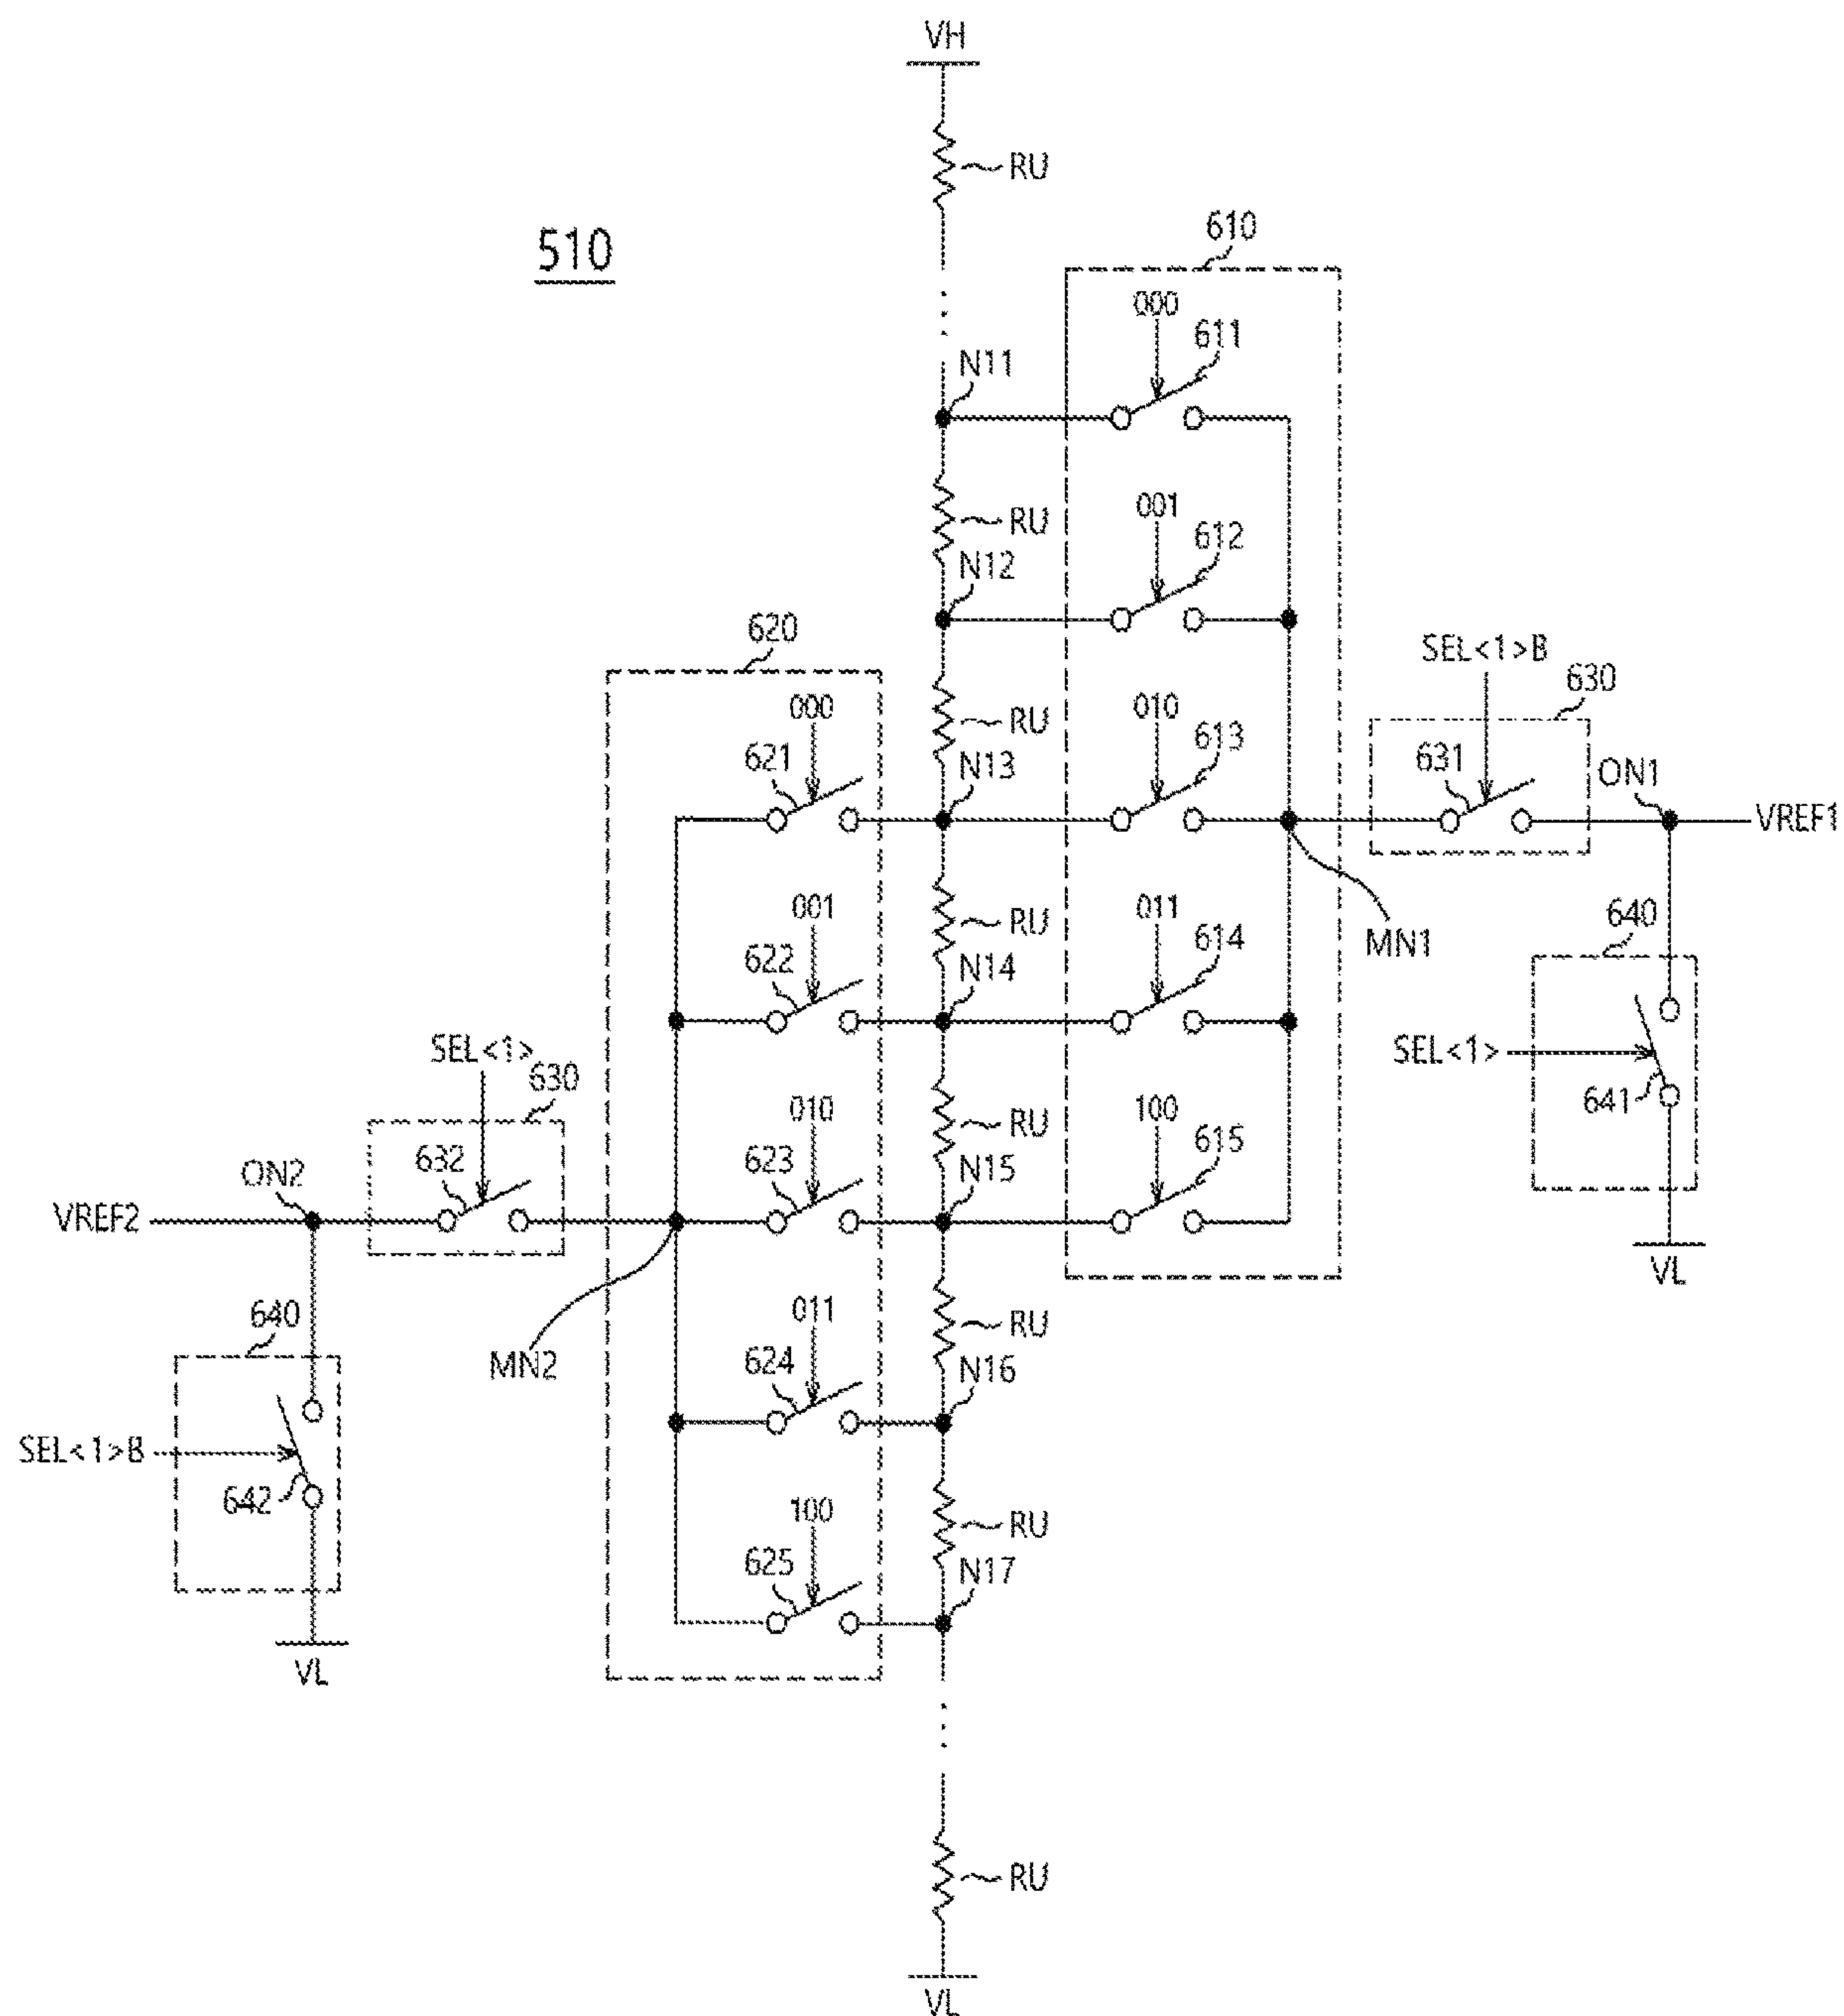 VH
RU
510
610
000
611
N11
RU
001
612
N12
620
SEL<1>B
630
000
RU
010
613
621
N13
631
ON1
VREF1
001
RU
011
614
640
622
N14
MN1
SEL<1>
630
SEL<1>
641
010
RU
100
615
632
623
N15
ON2
VREF2
VL
640
011
RU
MN2
624
N16
SEL<1>B
642
100
RU
625
N17
VL
RU
VL